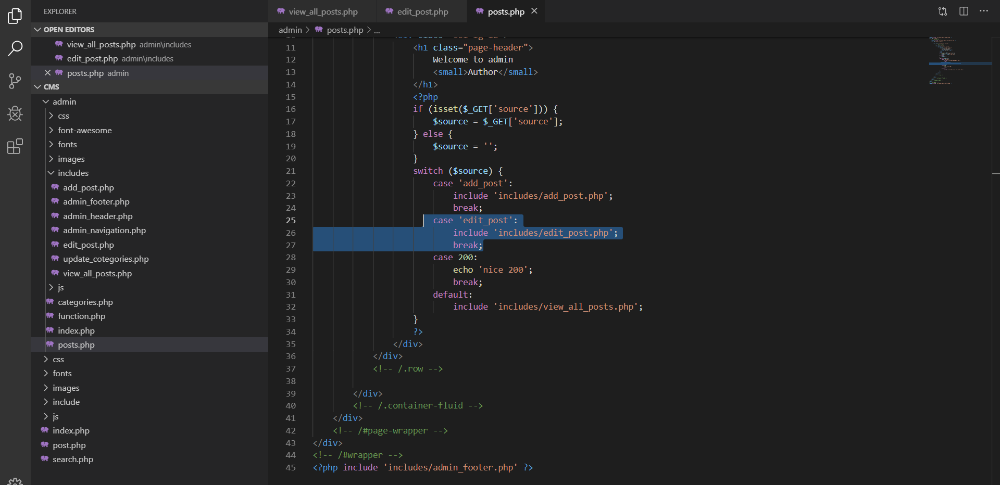 EXPLORER
OPEN EDITORS
view_all_posts.php admin\includes
edit_post.php admin\includes
posts.php admin
CMS
admin
css
font-awesome
fonts
images
includes
add_post.php
admin_footer.php
admin_header.php
admin_navigation.php
edit_post.php
update_cotegories.php
view_all_posts.php
js
categories.php
function.php
index.php
posts.php
css
fonts
images
include
js
index.php
post.php
search.php
view_all_posts.php edit_post.php posts.php
admin > posts.php > ...
11 <h1 class="page-header">
12 Welcome to admin
13 <small>Author</small>
14 </h1>
15 <?php
16 if (isset($_GET['source'])) {
17 $source = $_GET['source'];
18 } else {
19 $source = '';
20 }
21 switch ($source) {
22 case 'add_post':
23 include 'includes/add_post.php';
24 break;
25 case 'edit_post':
26 include 'includes/edit_post.php';
27 break;
28 case 200:
29 echo 'nice 200';
30 break;
31 default:
32 include 'includes/view_all_posts.php';
33 }
34 ?>
35 </div>
36 </div>
37 <!-- /.row -->
38
39 </div>
40 <!-- /.container-fluid -->
41 </div>
42 <!-- /#page-wrapper -->
43 </div>
44 <!-- /#wrapper -->
45 <?php include 'includes/admin_footer.php' ?>